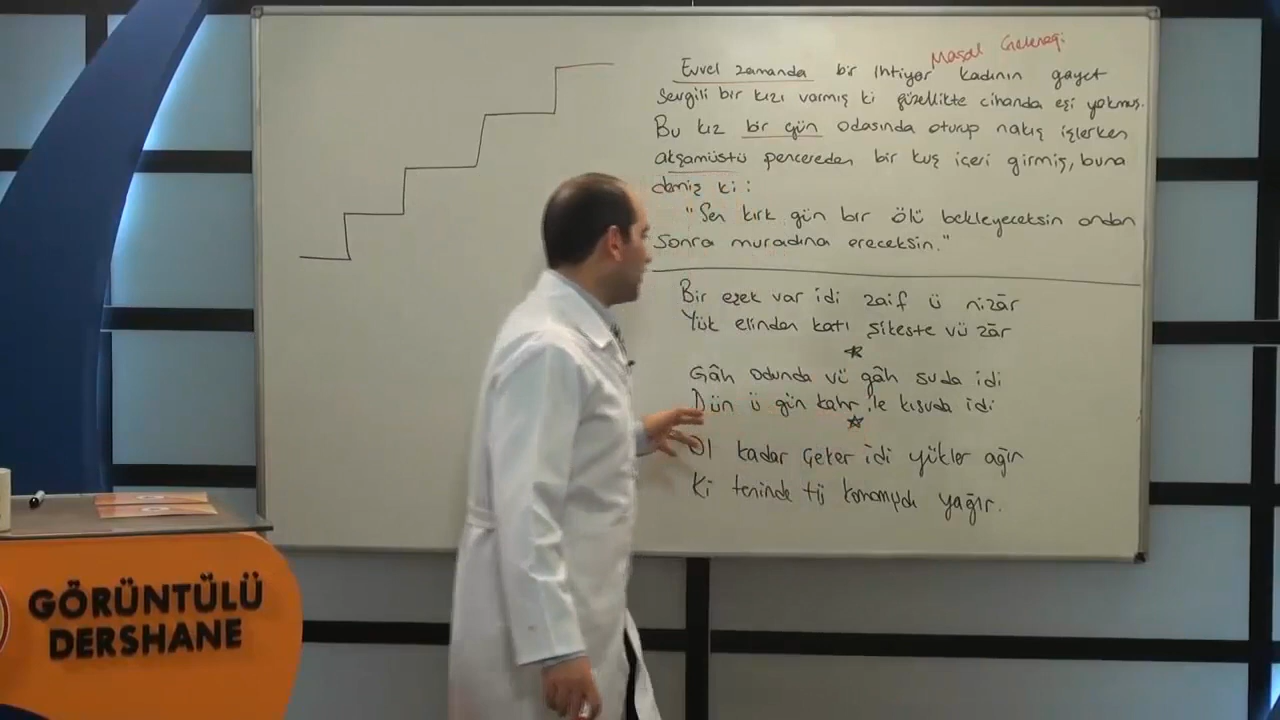 Masal Geleneği
Evvel zamanda bir ihtiyar kadının gayet
sevgili bir kızı varmış ki güzellikte cihanda eşi yokmuş.
Bu kız bir gün odasında oturup nakış işlerken
akşamüstü pencereden bir kuş içeri girmiş, buna
demiş ki:
"Sen kırk gün bir ölü bekleyeceksin ondan
sonra muradına ereceksin."
Bir eşek var idi zaif ü nizâr
Yük elinden katı şikeste vü zâr
Gâh odunda vü gâh suda idi
Dün ü gün kahr ile kısuda idi
Ol kadar çeker idi yükler ağır
Ki teninde tü komamışdı yağır.
GÖRÜNTÜLÜ
DERSHANE